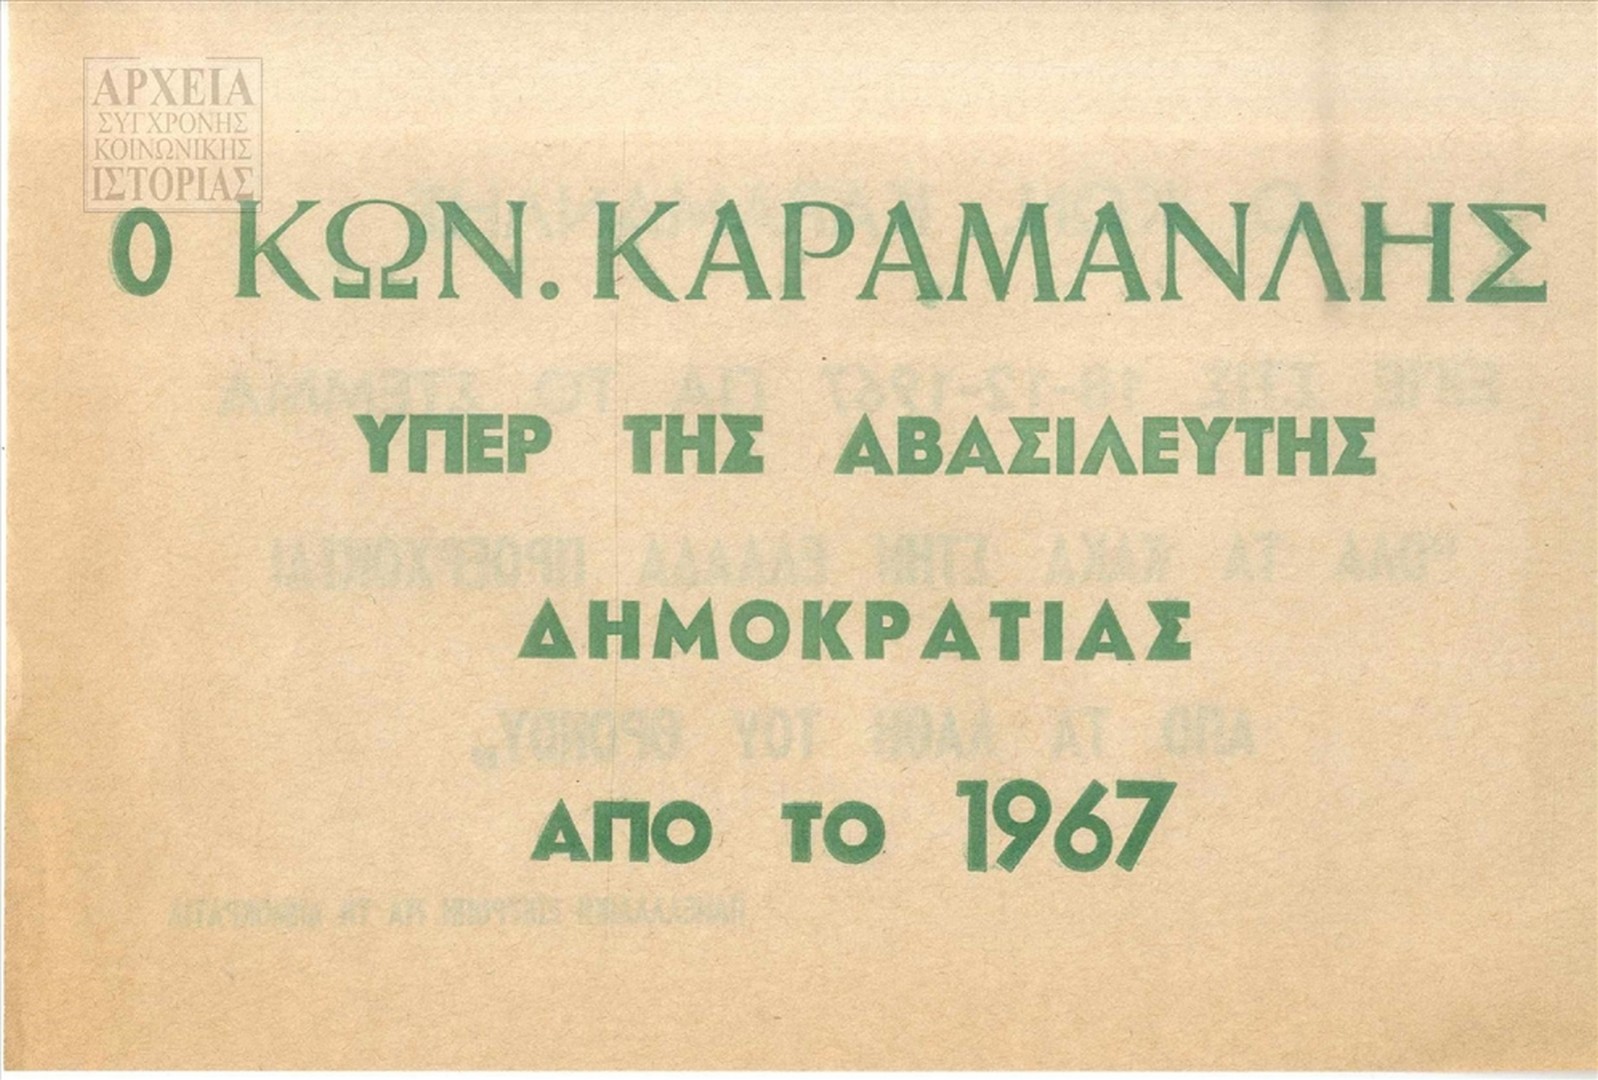 ΑΡΧΕΙΑ
ΣΥΓΧΡΟΝΗΣ
ΚΟΙΝΩΝΙΚΗΣ
ΙΣΤΟΡΙΑΣ
Ο ΚΩΝ. ΚΑΡΑΜΑΝΛΗΣ
ΥΠΕΡ ΤΗΣ ΑΒΑΣΙΛΕΥΤΗΣ
ΔΗΜΟΚΡΑΤΙΑΣ
ΑΠΟ ΤΟ 1967